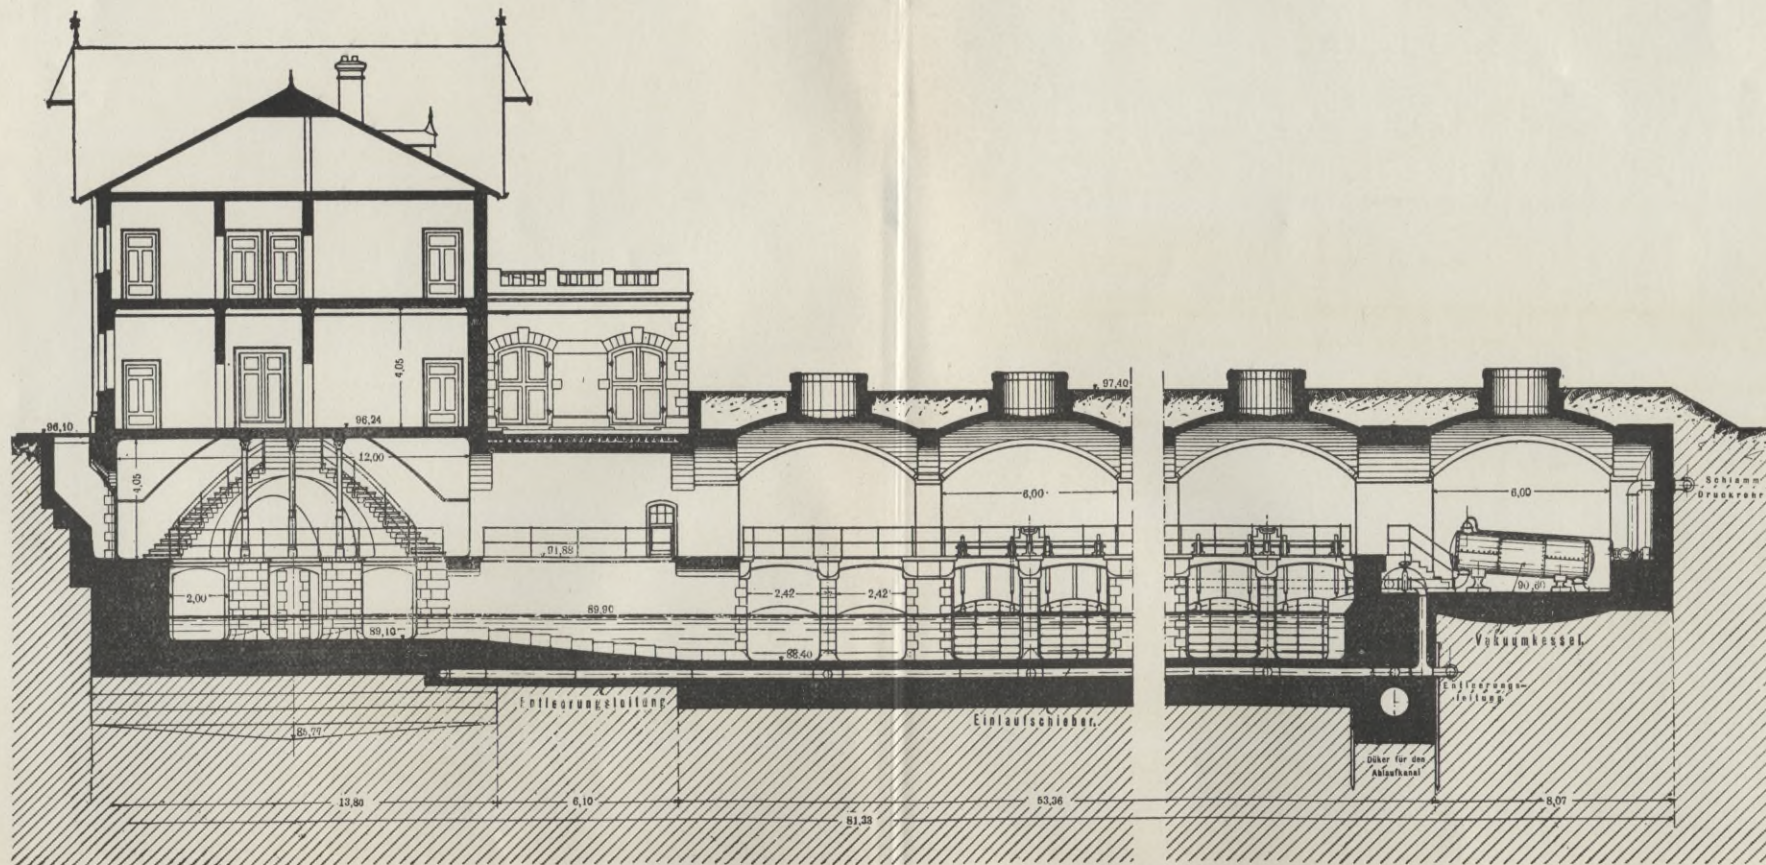 97,40
4,05
96,10
96,24
12,00
4,05
6,00
6,00
Schlamm
Druckrohr
91,88
2,00
2,42
2,42
90,60
89,90
89,10
88,40
Vakuumkessel.
Entleerungsleitung
Entleerungs-
leitung.
Einlaufschieber.
85,77
Düker für den
Ablaufkanal
13,80
6,10
53,36
8,07
81,33